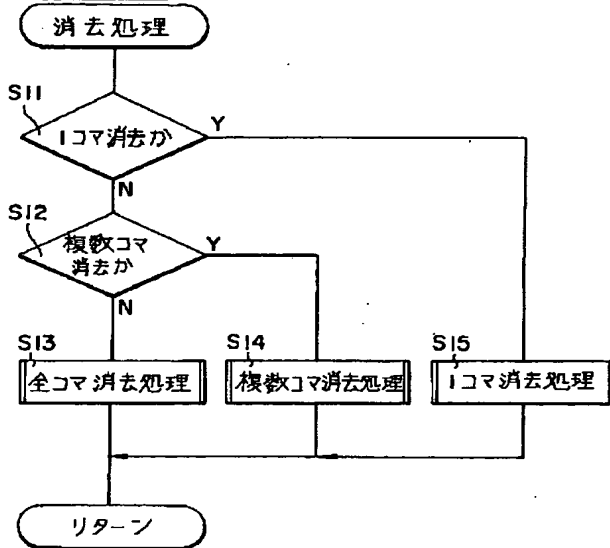 消去処理
S11
1コマ消去か
Y
N
S12
複数コマ
消去か
Y
N
S13
全コマ消去処理
S14
複数コマ消去処理
S15
1コマ消去処理
リターン